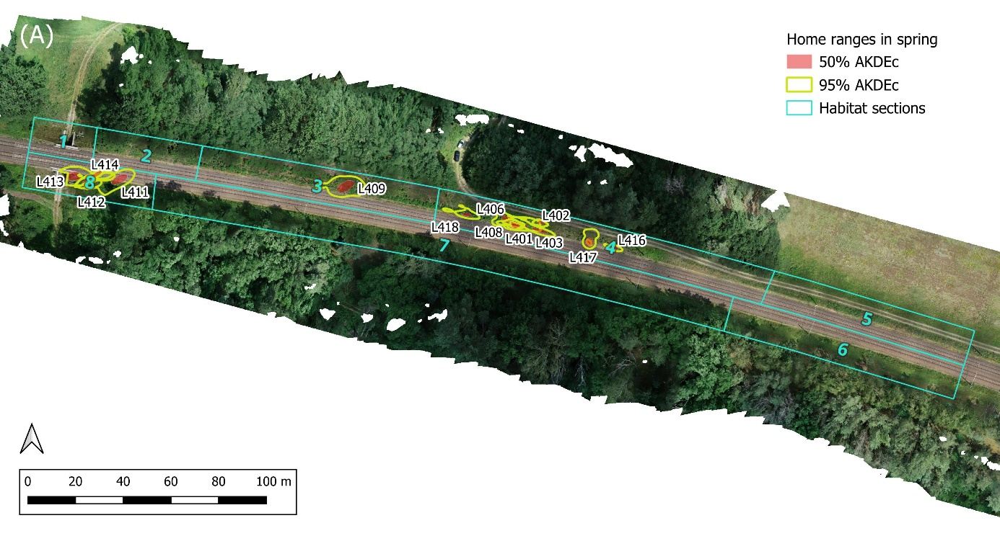 (A)
Home ranges in spring
50% AKDEc
95% AKDEc
Habitat sections
1
2
L414
L413
8
L411
L412
3
L409
L406
L402
L418
L408
L401
L403
4
L416
L417
7
5
6
0 20 40 60 80 100 m